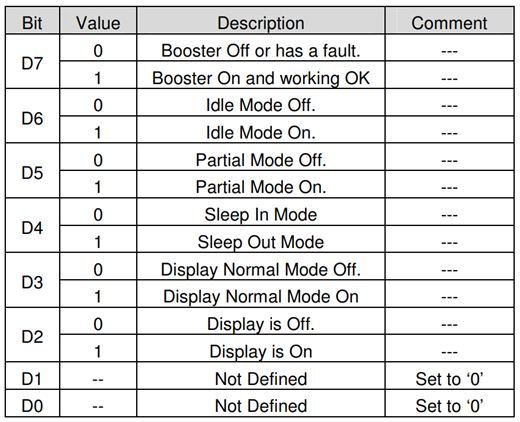 Bit Value Description Comment
D7 0 Booster Off or has a fault. ---
1 Booster On and working OK ---
D6 0 Idle Mode Off. ---
1 Idle Mode On. ---
D5 0 Partial Mode Off. ---
1 Partial Mode On. ---
D4 0 Sleep In Mode ---
1 Sleep Out Mode ---
D3 0 Display Normal Mode Off. ---
1 Display Normal Mode On ---
D2 0 Display is Off. ---
1 Display is On ---
D1 -- Not Defined Set to ‘0’
D0 -- Not Defined Set to ‘0’